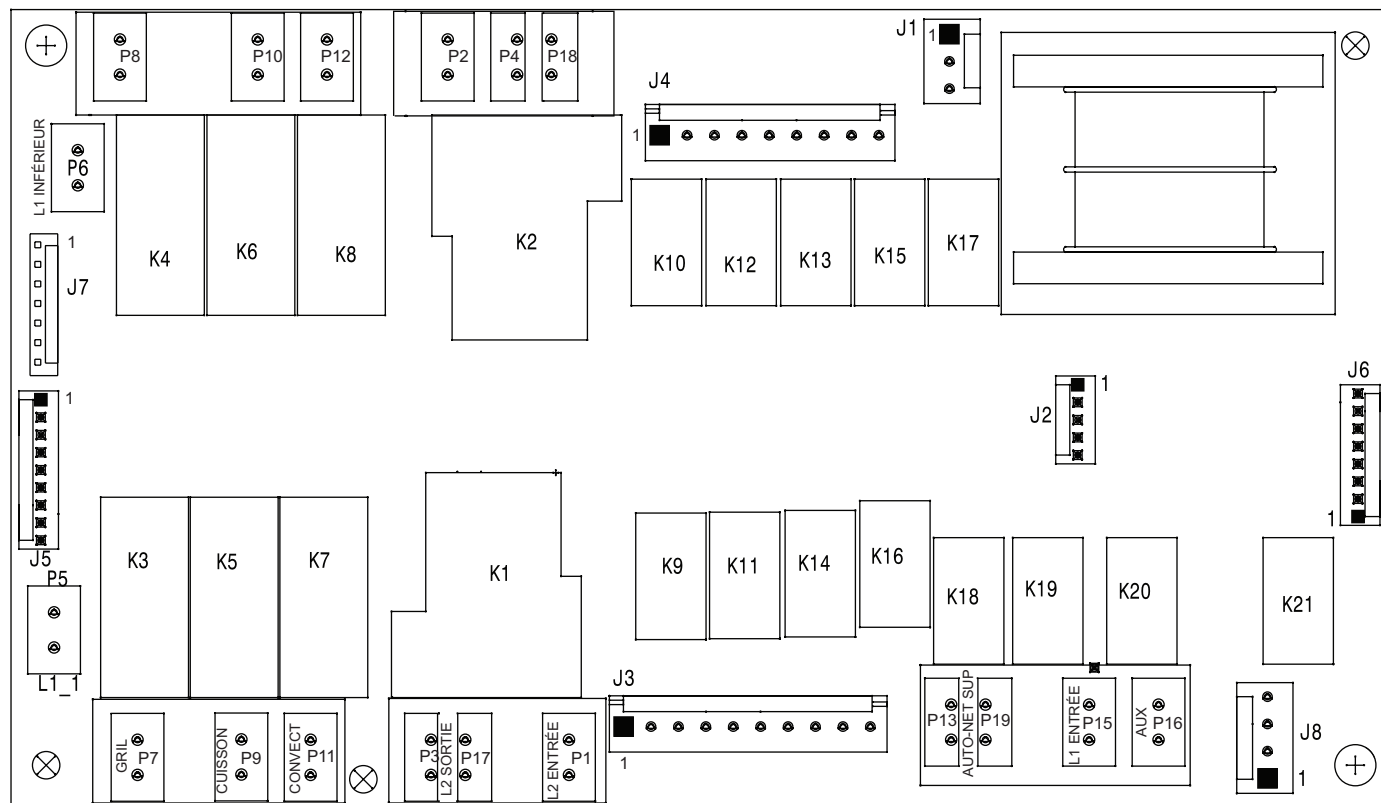 P8
P10
P12
P2
P4
P18
J1
1
J4
1
L1 INFÉRIEUR
P6
K4
K6
K8
K2
K10
K12
K13
K15
K17
1
J7
1
J5
J2
1
J6
1
P5
L1_1
K3
K5
K7
K1
K9
K11
K14
K16
K18
K19
K20
K21
J3
1
GRIL
P7
CUISSON
P9
CONVECT
P11
P3
L2 SORTIE
P17
L2 ENTRÉE
P1
P13
AUTO-NET SUP
P19
L1 ENTRÉE
P15
AUX
P16
J8
1